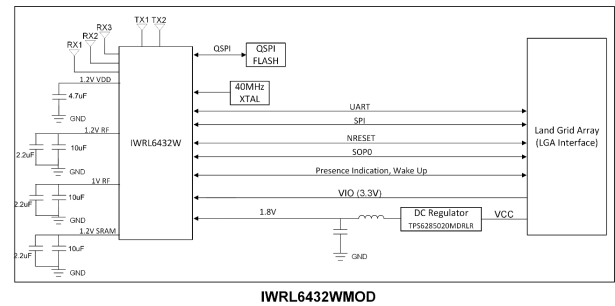 TX1 TX2
RX3
RX2
RX1
QSPI
QSPI
FLASH
1.2V VDD
4.7uF
GND
40MHz
XTAL
UART
SPI
Land Grid Array
(LGA Interface)
1.2V RF
10uF
2.2uF
GND
IWRL6432W
NRESET
SOP0
Presence Indication, Wake Up
1V RF
10uF
2.2uF
GND
VIO (3.3V)
1.8V
DC Regulator
TPS6285020MDRLR
VCC
1.2V SRAM
10uF
2.2uF
GND
GND
IWRL6432WMOD